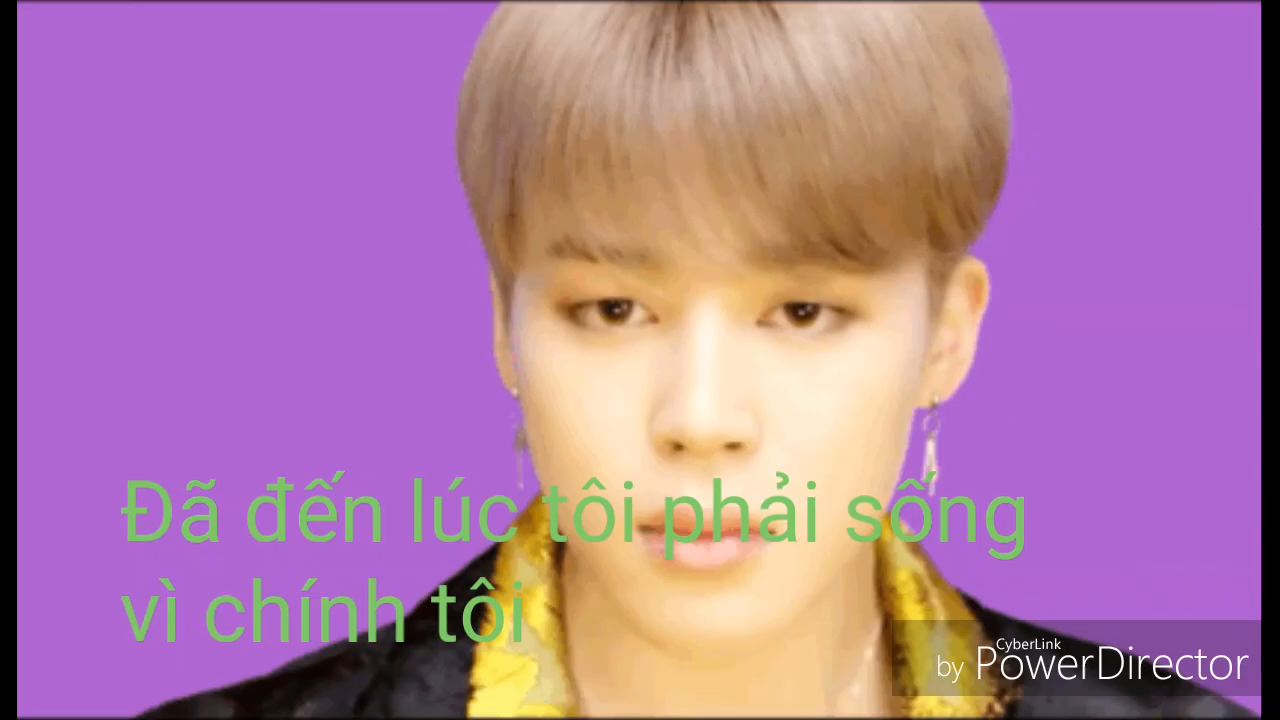 Đã đến lúc tôi phải sống
vì chính tôi
CyberLink
by PowerDirector